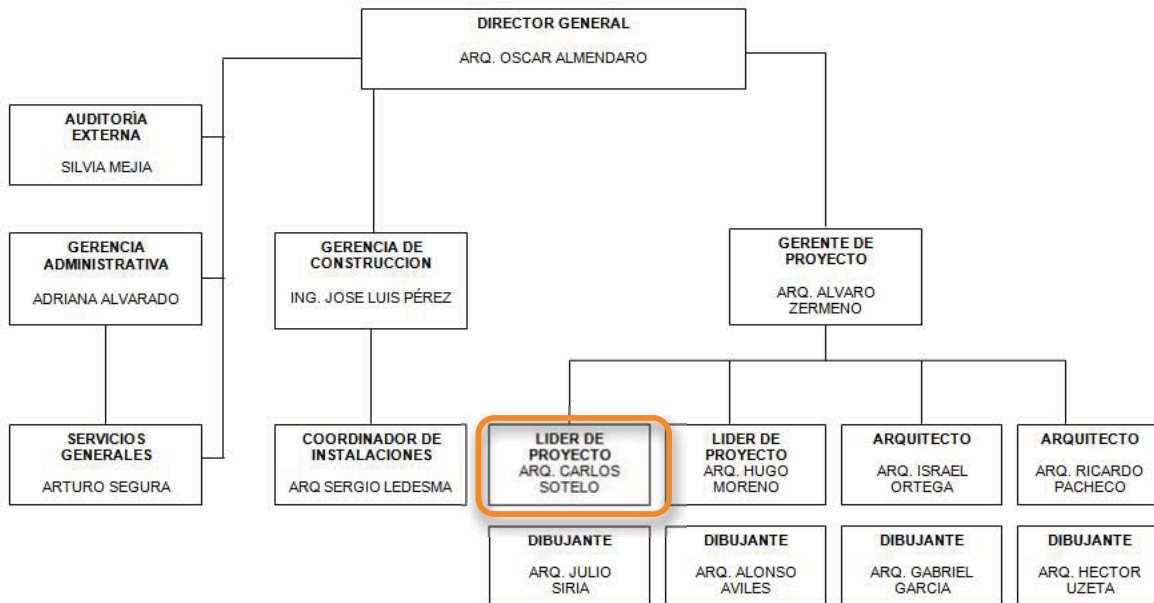 DIRECTOR GENERAL
ARQ. OSCAR ALMENDARO
AUDITORÌA
EXTERNA
SILVIA MEJIA
GERENCIA
ADMINISTRATIVA
ADRIANA ALVARADO
GERENCIA DE
CONSTRUCCION
ING. JOSE LUIS PÉREZ
GERENTE DE
PROYECTO
ARQ. ALVARO
ZERMENO
SERVICIOS
GENERALES
ARTURO SEGURA
COORDINADOR DE
INSTALACIONES
ARQ SERGIO LEDESMA
LIDER DE
PROYECTO
ARQ. CARLOS
SOTELO
LIDER DE
PROYECTO
ARQ. HUGO
MORENO
ARQUITECTO
ARQ. ISRAEL
ORTEGA
ARQUITECTO
ARQ. RICARDO
PACHECO
DIBUJANTE
ARQ. JULIO
SIRIA
DIBUJANTE
ARQ. ALONSO
AVILES
DIBUJANTE
ARQ. GABRIEL
GARCIA
DIBUJANTE
ARQ. HECTOR
UZETA